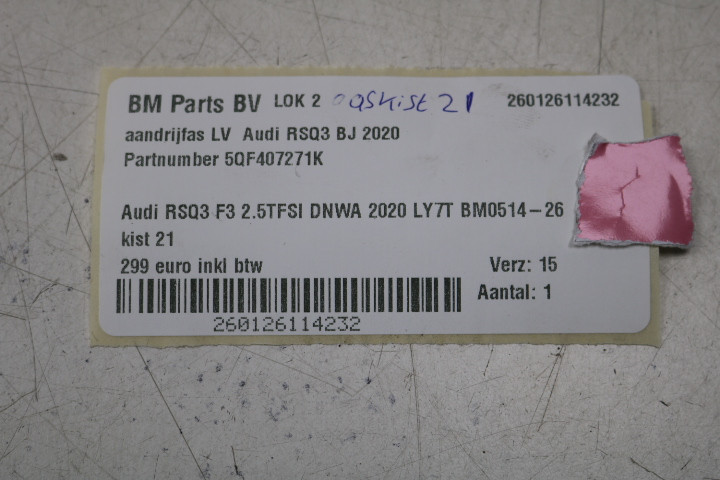 BM Parts BV LOK 2 Kist 21 260126114232
aandrijfas LV Audi RSQ3 BJ 2020
Partnumber 5QF407271K
Audi RSQ3 F3 2.5TFSI DNWA 2020 LY7T BM0514-26
kist 21
299 euro inkl btw Verz: 15
Aantal: 1
260126114232